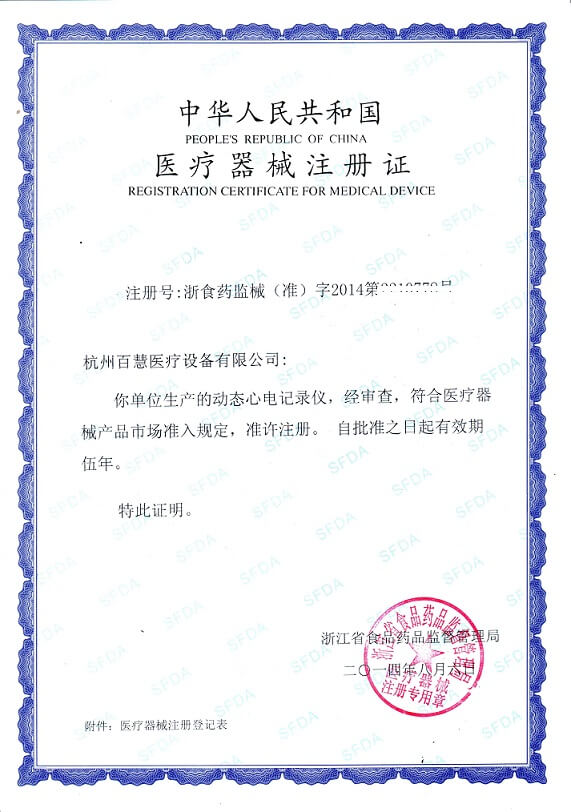 中华人民共和国
PEOPLE'S REPUBLIC OF CHINA
医疗器械注册证
REGISTRATION CERTIFICATE FOR MEDICAL DEVICE
注册号:浙食药监械（准）字2014第
杭州百慧医疗设备有限公司:
你单位生产的动态心电记录仪，经审查，符合医疗器
械产品市场准入规定，准许注册。 自批准之日起有效期
伍年。
特此证明。
浙江省食品药品监督管理局
二〇一四年八月六日
浙江省食品药品监督管理局
医疗器械
注册专用章
附件：医疗器械注册登记表
SFDA